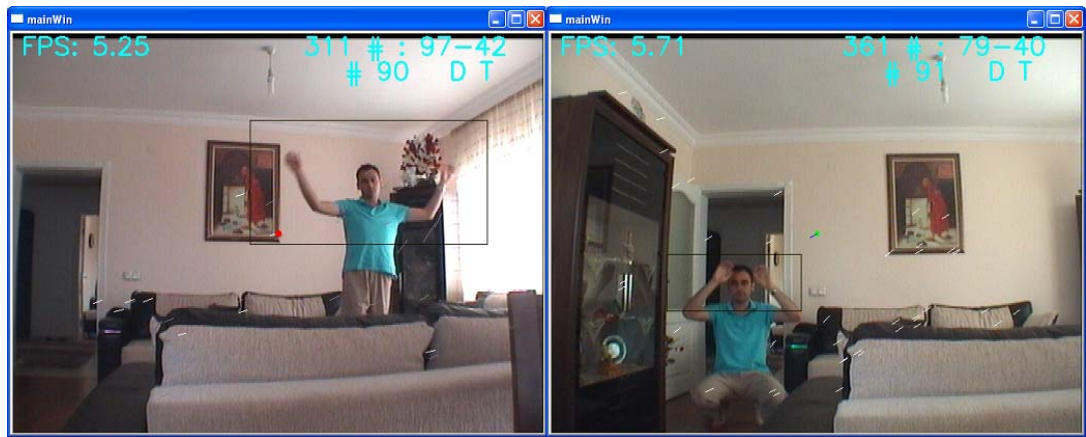 mainWin
FPS: 5.25 311 # : 97-42
# 90 D T
mainWin
FPS: 5.71 361 # : 79-40
# 91 D T